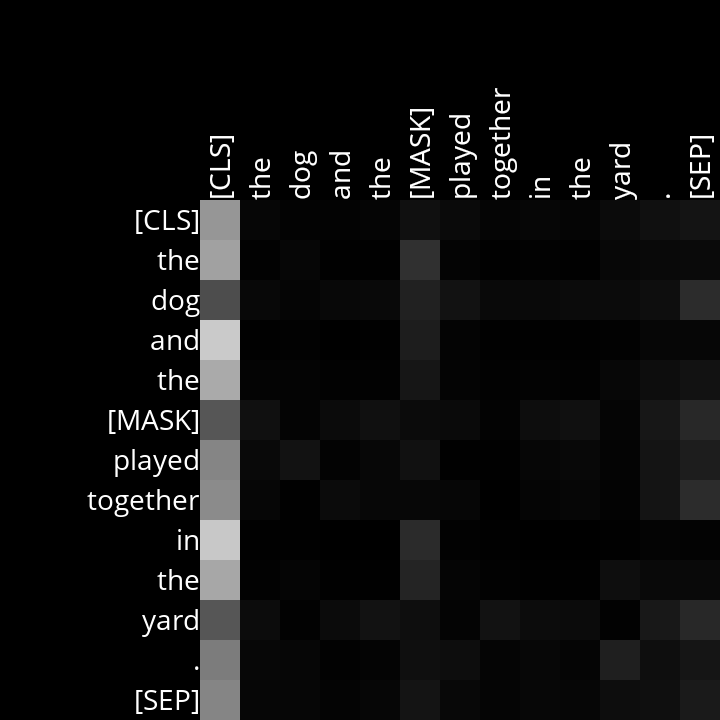 [CLS] the dog and the [MASK] played together in the yard . [SEP]
[CLS]
the
dog
and
the
[MASK]
played
together
in
the
yard
.
[SEP]